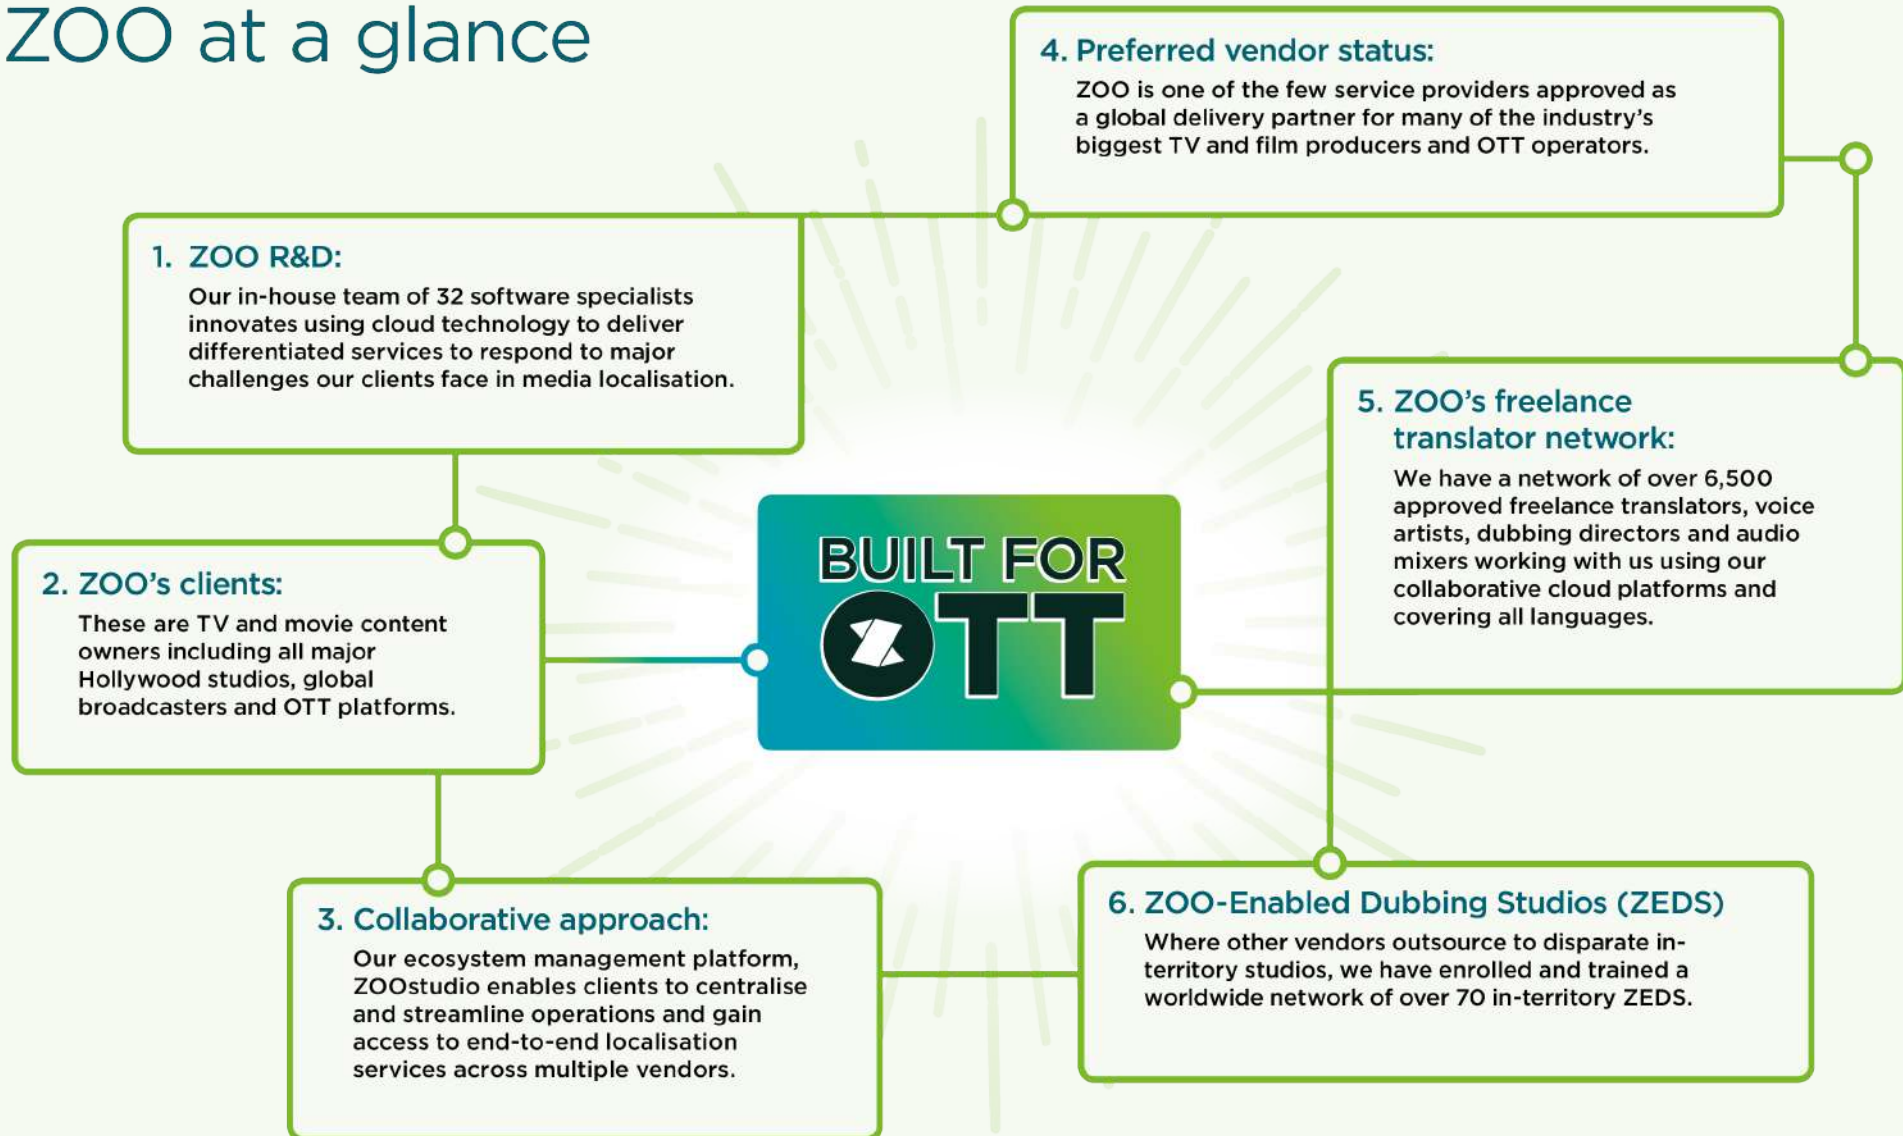 ZOO at a glance
1. ZOO R&D:
Our in-house team of 32 software specialists
innovates using cloud technology to deliver
differentiated services to respond to major
challenges our clients face in media localisation.
2. ZOO's clients:
These are TV and movie content
owners including all major
Hollywood studios, global
broadcasters and OTT platforms.
3. Collaborative approach:
Our ecosystem management platform,
ZOOstudio enables clients to centralise
and streamline operations and gain
access to end-to-end localisation
services across multiple vendors.
4. Preferred vendor status:
ZOO is one of the few service providers approved as
a global delivery partner for many of the industry's
biggest TV and film producers and OTT operators.
5. ZOO's freelance
translator network:
We have a network of over 6,500
approved freelance translators, voice
artists, dubbing directors and audio
mixers working with us using our
collaborative cloud platforms and
covering all languages.
6. ZOO-Enabled Dubbing Studios (ZEDS)
Where other vendors outsource to disparate in-
territory studios, we have enrolled and trained a
worldwide network of over 70 in-territory ZEDS.
BUILT FOR
OTT